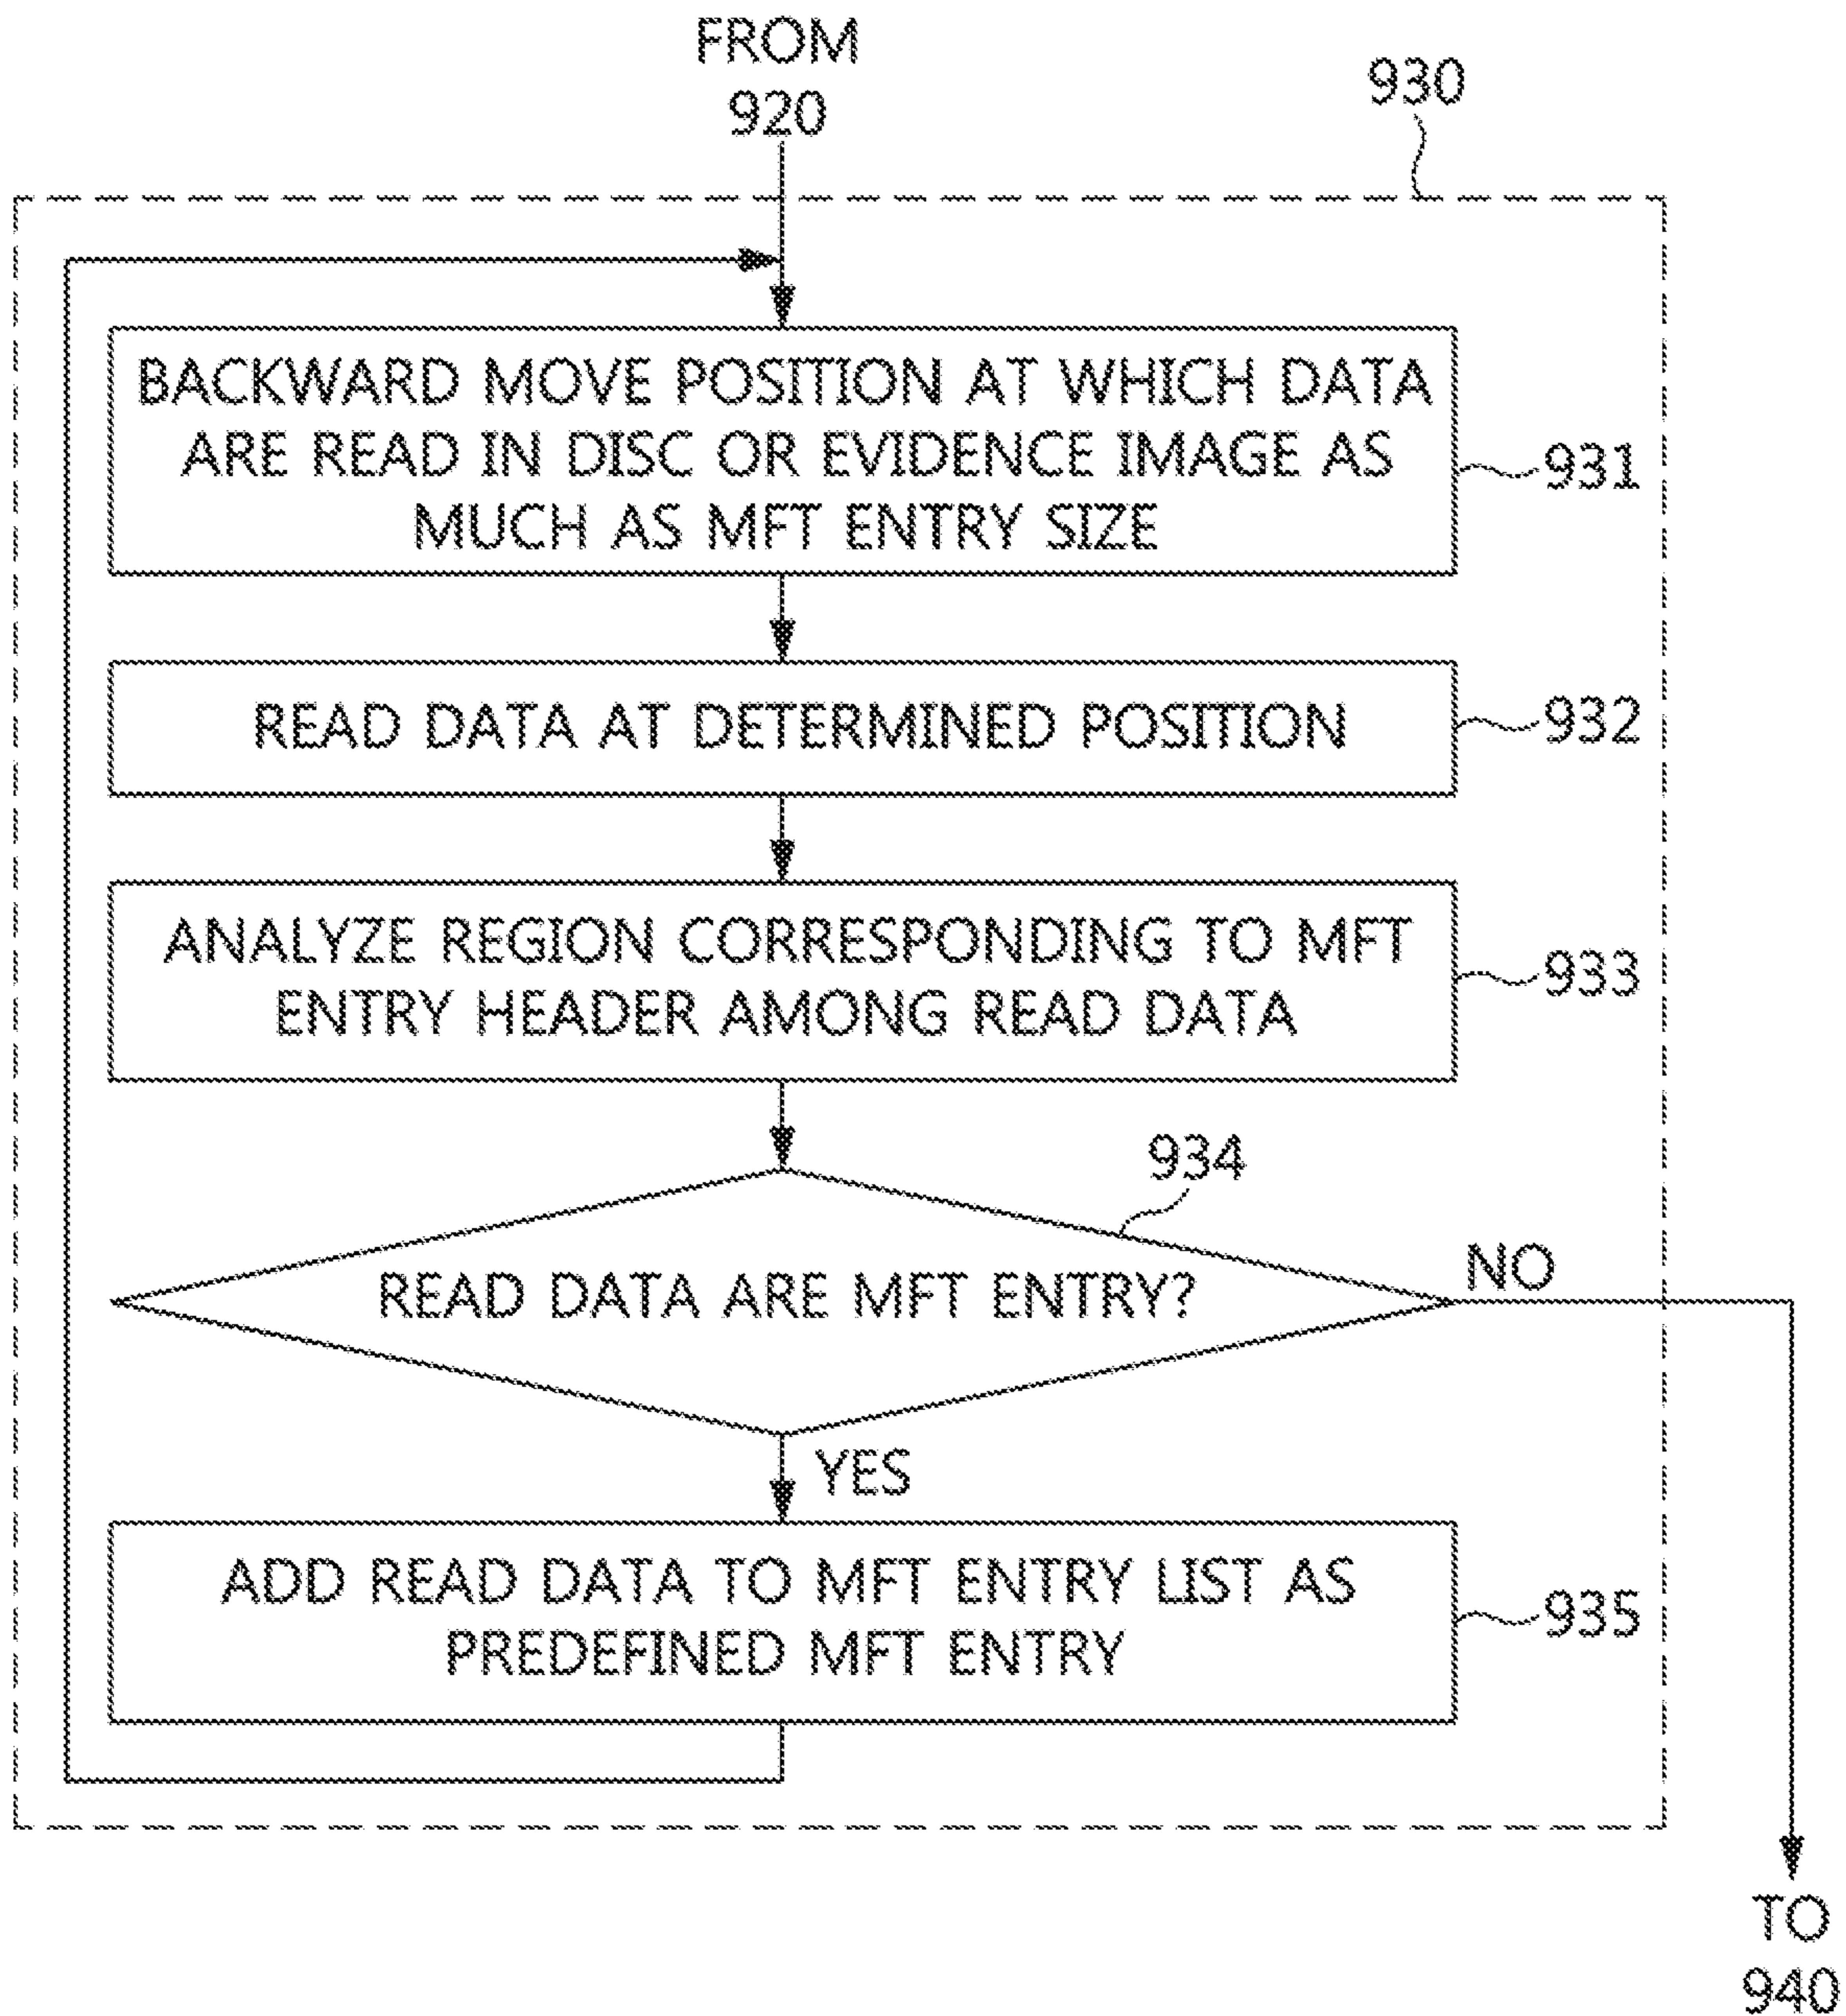 FROM
920
930
BACKWARD MOVE POSITION AT WHICH DATA
ARE READ IN DISC OR EVIDENCE IMAGE AS
MUCH AS MFT ENTRY SIZE
931
READ DATA AT DETERMINED POSITION
932
ANALYZE REGION CORRESPONDING TO MFT
ENTRY HEADER AMONG READ DATA
933
934
READ DATA ARE MFT ENTRY?
NO
YES
ADD READ DATA TO MFT ENTRY LIST AS
PREDEFINED MFT ENTRY
935
TO
940